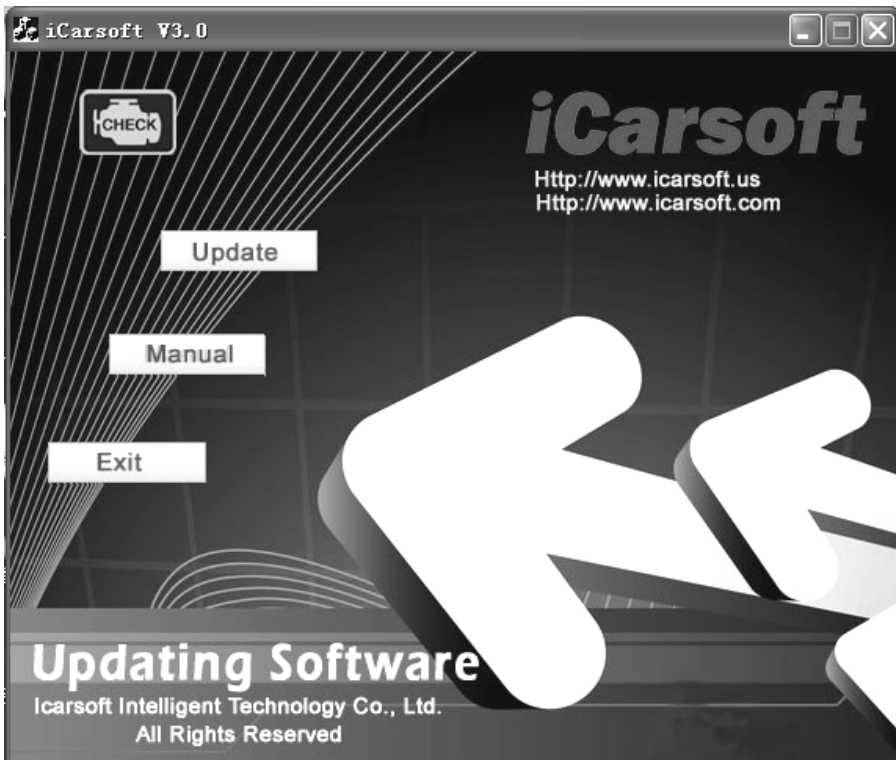 iCarsoft V3.0
CHECK
iCarsoft
Http://www.icarsoft.us
Http://www.icarsoft.com
Update
Manual
Exit
Updating Software
Icarsoft Intelligent Technology Co., Ltd.
All Rights Reserved